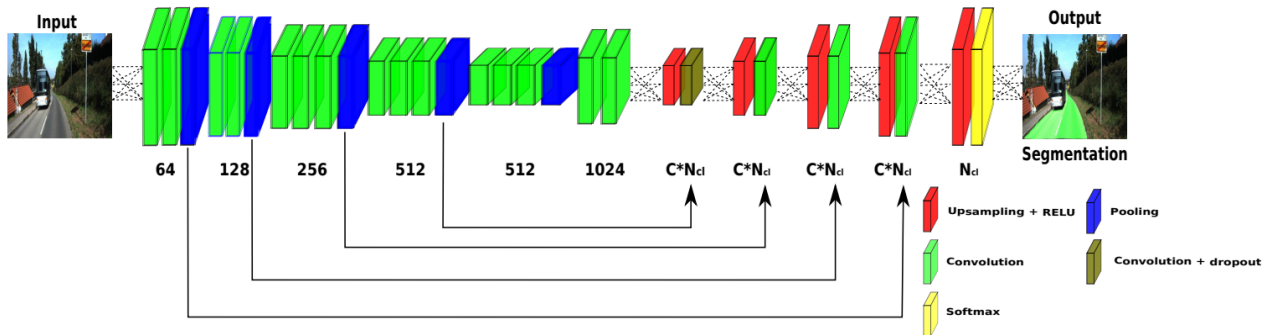 Input
Output
64
128
256
512
512
1024
C*Ncl
C*Ncl
C*Ncl
C*Ncl
Ncl
Segmentation
Upsampling + RELU
Pooling
Convolution
Convolution + dropout
Softmax